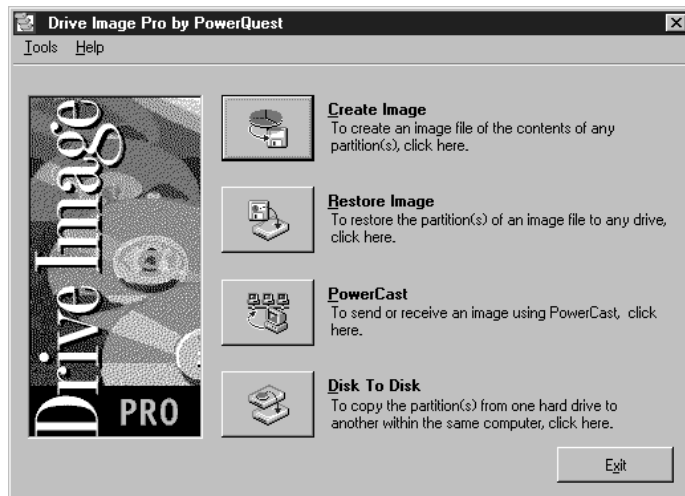 Drive Image Pro by PowerQuest
Tools Help
Drive Image
PRO
Create Image
To create an image file of the contents of any
partition(s), click here.
Restore Image
To restore the partition(s) of an image file to any drive,
click here.
PowerCast
To send or receive an image using PowerCast, click
here.
Disk To Disk
To copy the partition(s) from one hard drive to
another within the same computer, click here.
Exit